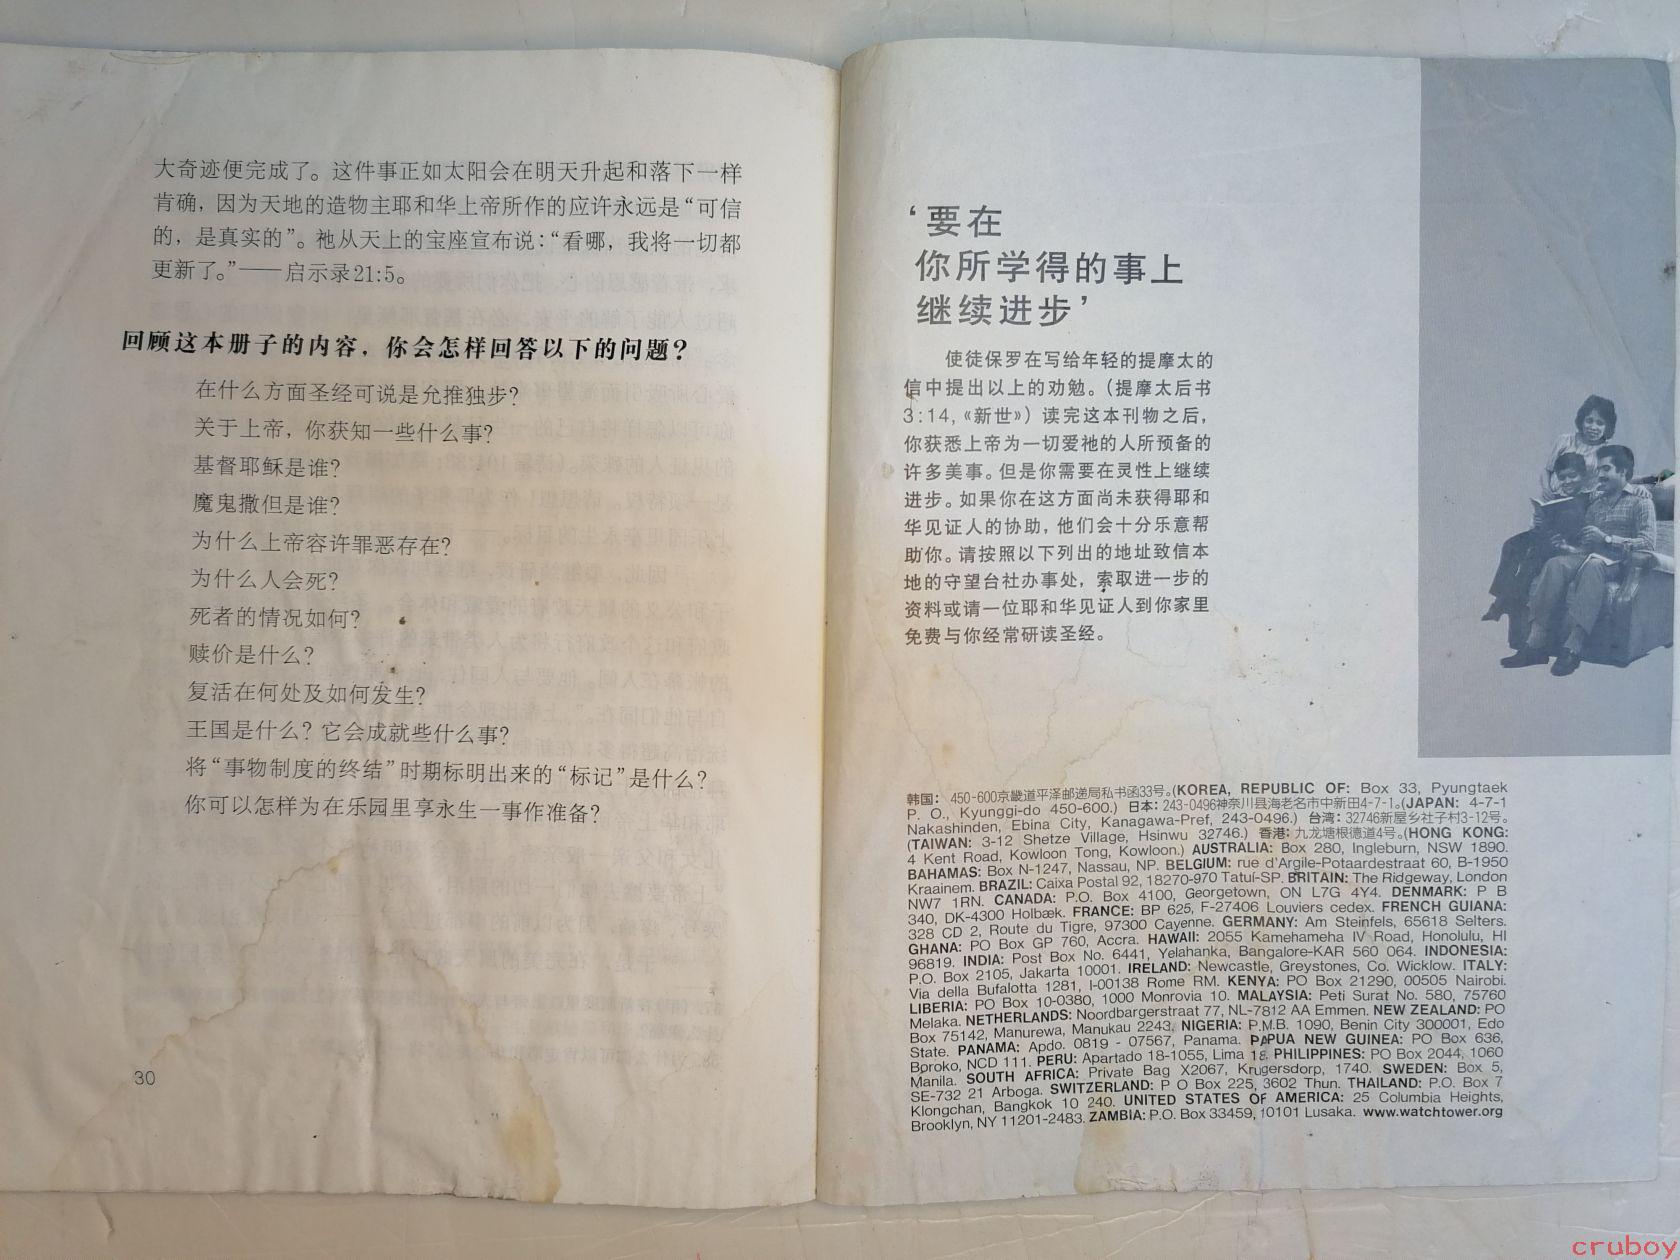 大奇迹便完成了。这件事正如太阳会在明天升起和落下一样
肯确，因为天地的造物主耶和华上帝所作的应许永远是“可信
的，是真实的”。祂从天上的宝座宣布说：“看哪，我将一切都
更新了。”——启示录21:5。
回顾这本册子的内容，你会怎样回答以下的问题？
在什么方面圣经可说是允推独步？
关于上帝，你获知一些什么事？
基督耶稣是谁？
魔鬼撒但是谁？
为什么上帝容许罪恶存在？
为什么人会死？
死者的情况如何？
赎价是什么？
复活在何处及如何发生？
王国是什么？它会成就些什么事？
将“事物制度的终结”时期标明出来的“标记”是什么？
你可以怎样为在乐园里享永生一事作准备？
30
‘要在
你所学得的事上
继续进步’
使徒保罗在写给年轻的提摩太的
信中提出以上的劝勉。（提摩太后书
3:14，《新世》）读完这本刊物之后，
你获悉上帝为一切爱祂的人所预备的
许多美事。但是你需要在灵性上继续
进步。如果你在这方面尚未获得耶和
华见证人的协助，他们会十分乐意帮
助你。请按照以下列出的地址致信本
地的守望台社办事处，索取进一步的
资料或请一位耶和华见证人到你家里
免费与你经常研读圣经。
韩国：450-600京畿道平泽邮递局私书函33号。(KOREA, REPUBLIC OF: Box 33, Pyungtaek
P. O., Kyunggi-do 450-600.) 日本：243-0496神奈川县海老名市中新田4-7-1。(JAPAN: 4-7-1
Nakashinden, Ebina City, Kanagawa-Pref, 243-0496.) 台湾：32746新屋乡社子村3-12号。
(TAIWAN: 3-12 Shetze Village, Hsinwu 32746.) 香港：九龙塘根德道4号。(HONG KONG:
4 Kent Road, Kowloon Tong, Kowloon.) AUSTRALIA: Box 280, Ingleburn, NSW 1890.
BAHAMAS: Box N-1247, Nassau, NP. BELGIUM: rue d'Argile-Potaardestraat 60, B-1950
Kraainem. BRAZIL: Caixa Postal 92, 18270-970 Tatuí-SP. BRITAIN: The Ridgeway, London
NW7 1RN. CANADA: P.O. Box 4100, Georgetown, ON L7G 4Y4. DENMARK: P B
340, DK-4300 Holbæk. FRANCE: BP 625, F-27406 Louviers cedex. FRENCH GUIANA:
328 CD 2, Route du Tigre, 97300 Cayenne. GERMANY: Am Steinfels, 65618 Selters.
GHANA: PO Box GP 760, Accra. HAWAII: 2055 Kamehameha IV Road, Honolulu, HI
96819. INDIA: Post Box No. 6441, Yelahanka, Bangalore-KAR 560 064. INDONESIA:
P.O. Box 2105, Jakarta 10001. IRELAND: Newcastle, Greystones, Co. Wicklow. ITALY:
Via della Bufalotta 1281, I-00138 Rome RM. KENYA: PO Box 21290, 00505 Nairobi.
LIBERIA: PO Box 10-0380, 1000 Monrovia 10. MALAYSIA: Peti Surat No. 580, 75760
Melaka. NETHERLANDS: Noordbargerstraat 77, NL-7812 AA Emmen. NEW ZEALAND: PO
Box 75142, Manurewa, Manukau 2243. NIGERIA: P.M.B. 1090, Benin City 300001, Edo
State. PANAMA: Apdo. 0819 - 07567, Panama. PAPUA NEW GUINEA: PO Box 636,
Boroko, NCD 111. PERU: Apartado 18-1055, Lima 18. PHILIPPINES: PO Box 2044, 1060
Manila. SOUTH AFRICA: Private Bag X2067, Krugersdorp, 1740. SWEDEN: Box 5,
SE-732 21 Arboga. SWITZERLAND: P O Box 225, 3602 Thun. THAILAND: P.O. Box 7
Klongchan, Bangkok 10 240. UNITED STATES OF AMERICA: 25 Columbia Heights,
Brooklyn, NY 11201-2483. ZAMBIA: P.O. Box 33459, 10101 Lusaka. www.watchtower.org
cruboy